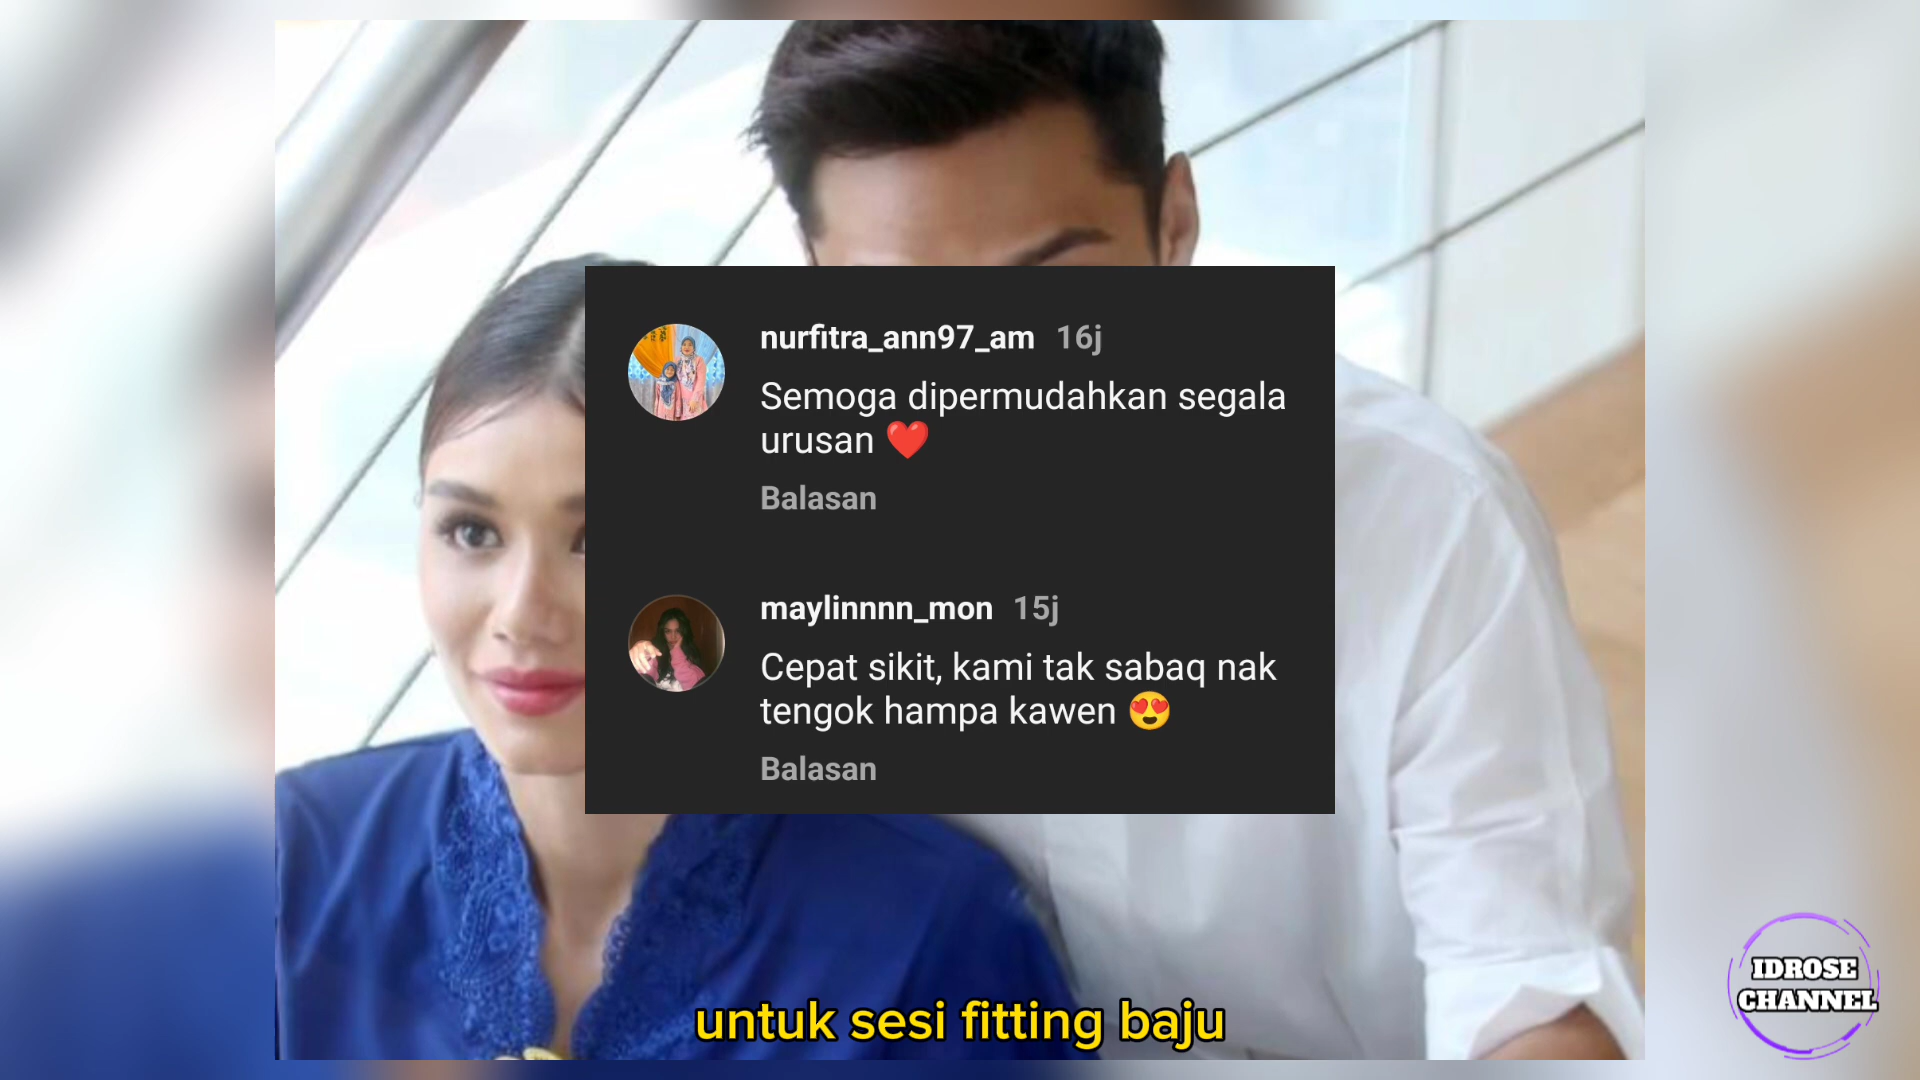 nurfitra_ann97_am 16j
Semoga dipermudahkan segala
urusan ❤️
Balasan
maylinnnn_mon 15j
Cepat sikit, kami tak sabaq nak
tengok hampa kawen 😍
Balasan
untuk sesi fitting baju
IDROSE
CHANNEL